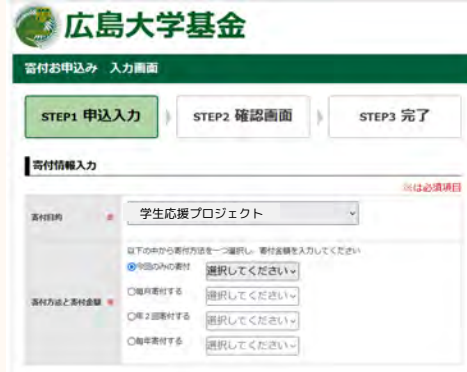 広島大学基金
寄付お申込み 入力画面
STEP1 申込入力
STEP2 確認画面
STEP3 完了
寄付情報入力
※は必須項目
寄付目的 ※
学生応援プロジェクト
以下の中から寄付方法を一つ選択し、寄付金額を入力してください
寄付方法と寄付金額 ※
今回のみの寄付 選択してください
毎月寄付する 選択してください
年2回寄付する 選択してください
毎年寄付する 選択してください